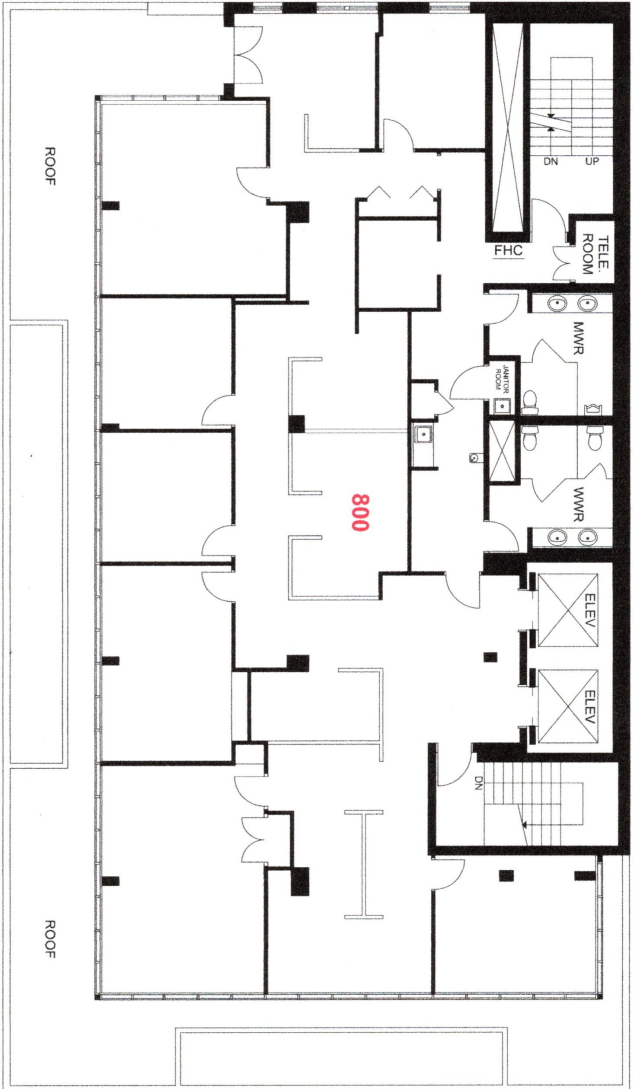 ROOF
DN
UP
TELE.
ROOM
FHC
MWR
JANITOR
ROOM
WWR
800
ELEV
ELEV
DN
ROOF